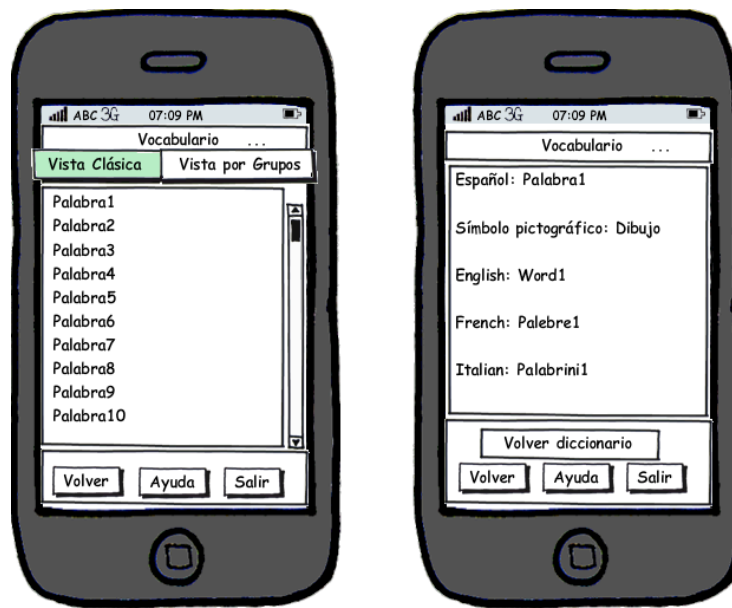 ABC 3G 07:09 PM
Vocabulario ...
Vista Clásica Vista por Grupos
Palabra1
Palabra2
Palabra3
Palabra4
Palabra5
Palabra6
Palabra7
Palabra8
Palabra9
Palabra10
Volver Ayuda Salir
ABC 3G 07:09 PM
Vocabulario ...
Español: Palabra1
Símbolo pictográfico: Dibujo
English: Word1
French: Palebre1
Italian: Palabrini1
Volver diccionario
Volver Ayuda Salir